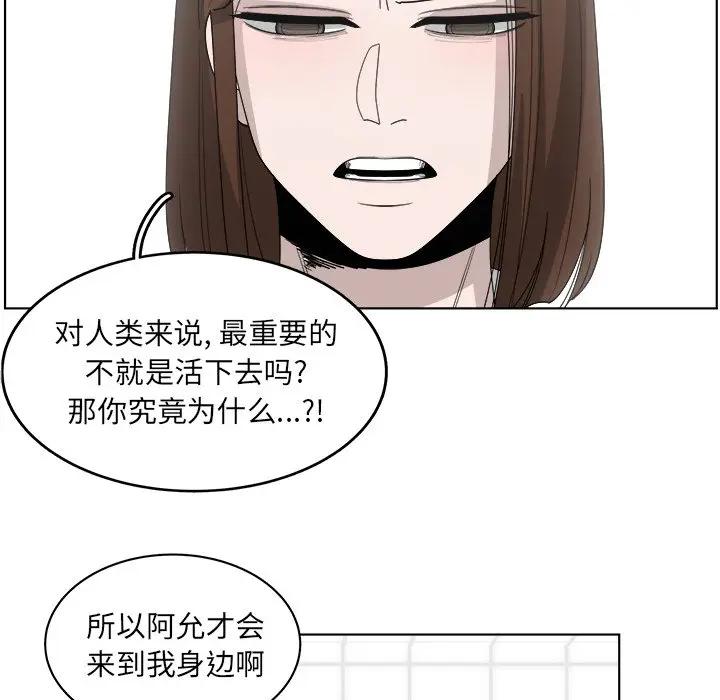 对人类来说, 最重要的
不就是活下去吗?
那你究竟为什么...?!
所以阿允才会
来到我身边啊